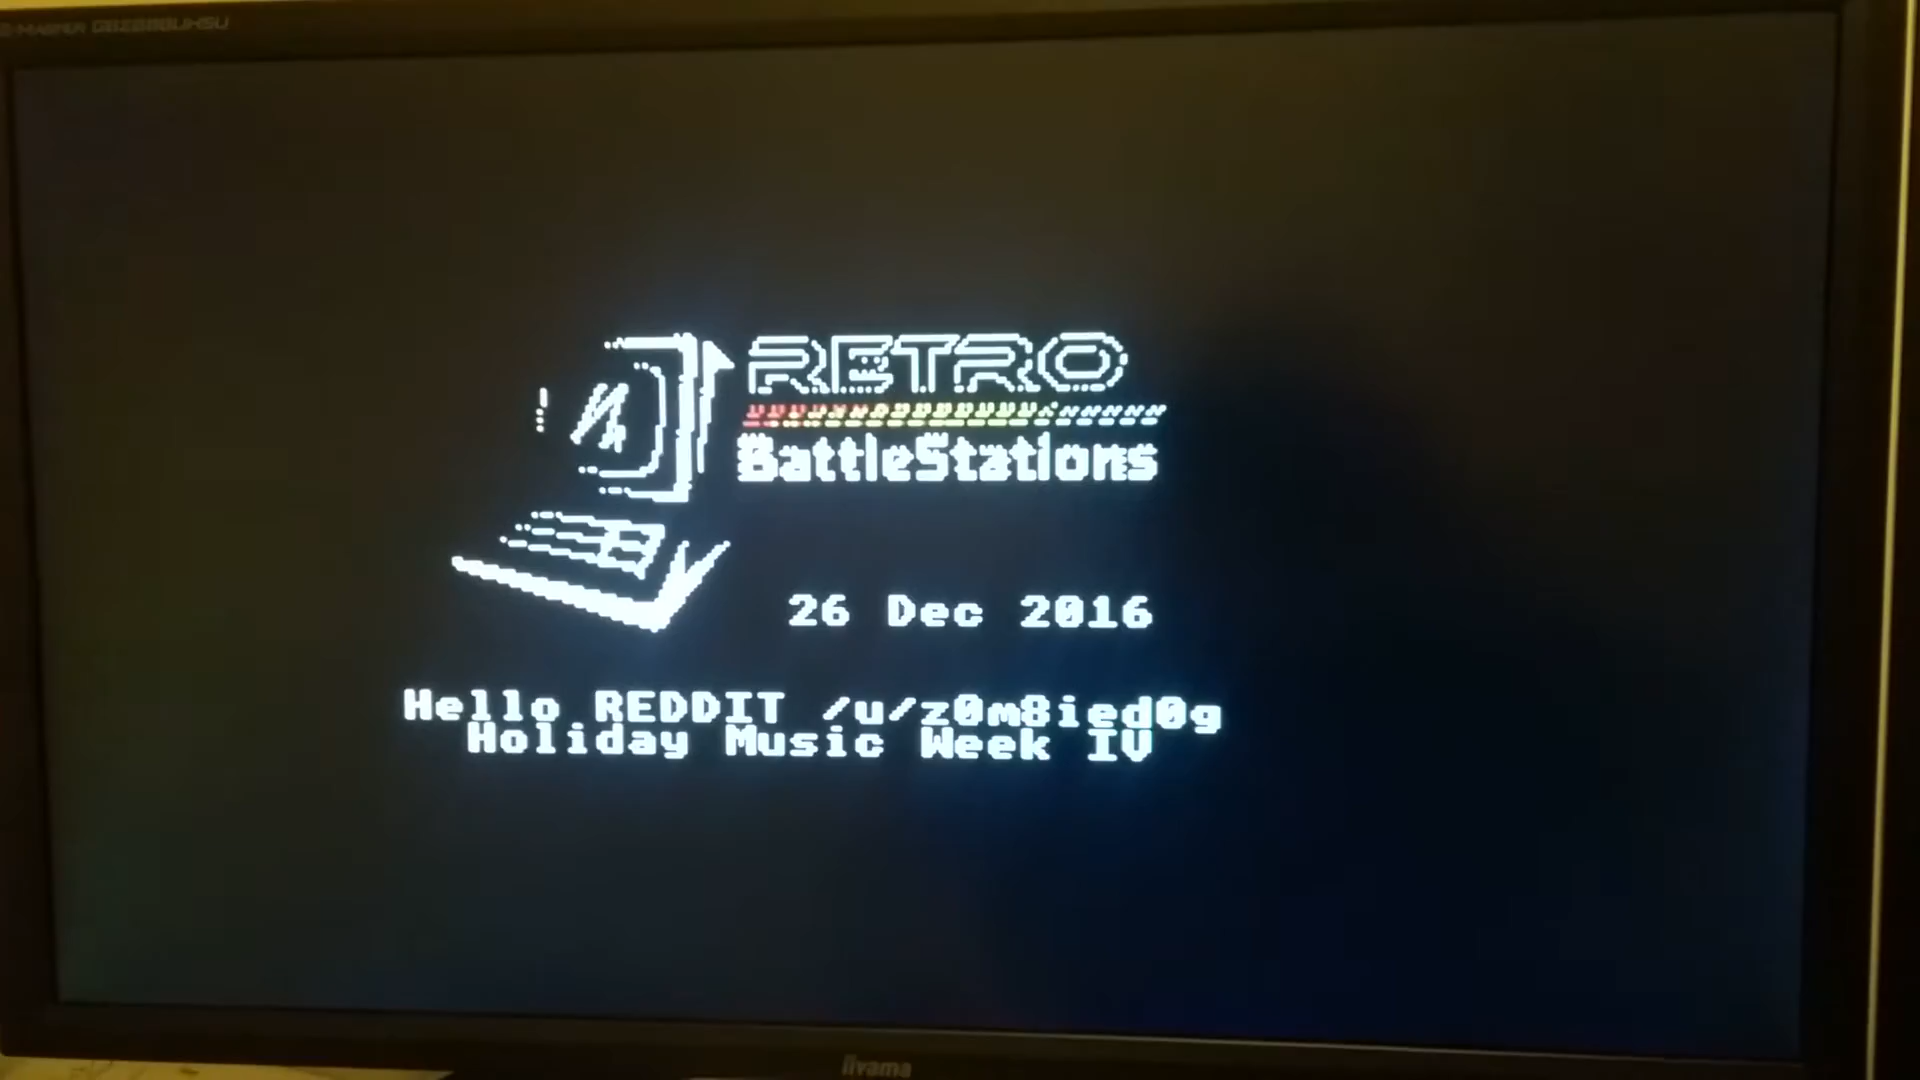 RETRO
BattleStations
26 Dec 2016
Hello REDDIT /u/z0m8ied0g
Holiday Music Week IV
iiyama